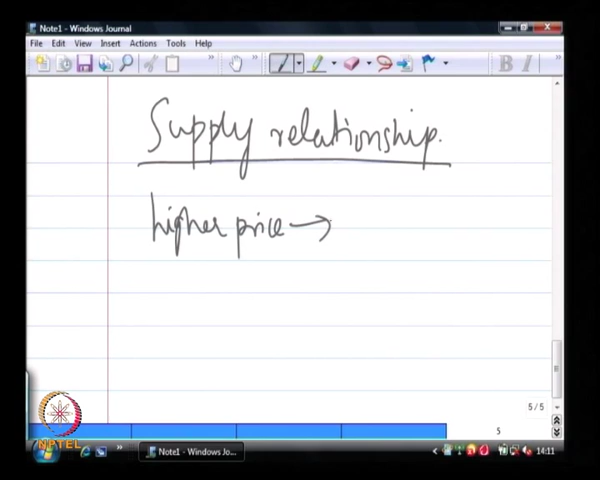 Note1 - Windows Journal
File Edit View Insert Actions Tools Help
B I
Supply relationship.
higher price →
5 / 5
5
NPTEL
Note1 - Windows Jo...
14:11